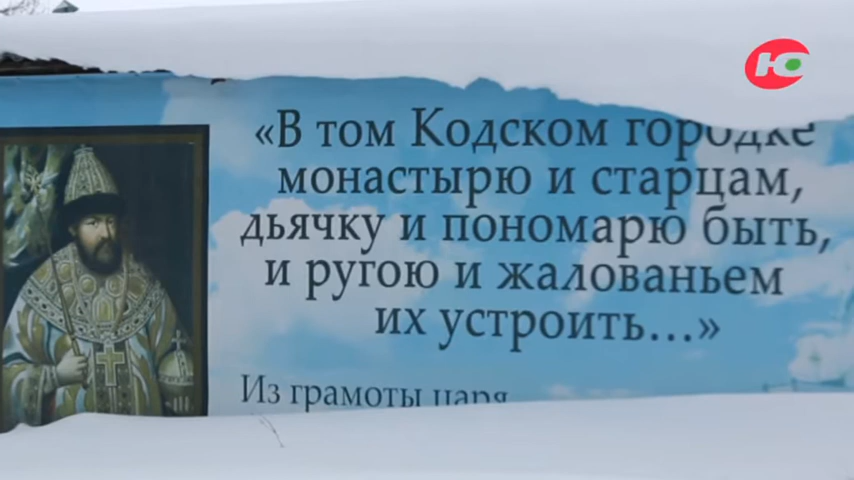 «В том Кодском городке
монастырю и старцам,
дьячку и пономарю быть,
и ругою и жалованьем
их устроить...»
Из грамоты царя
Ю